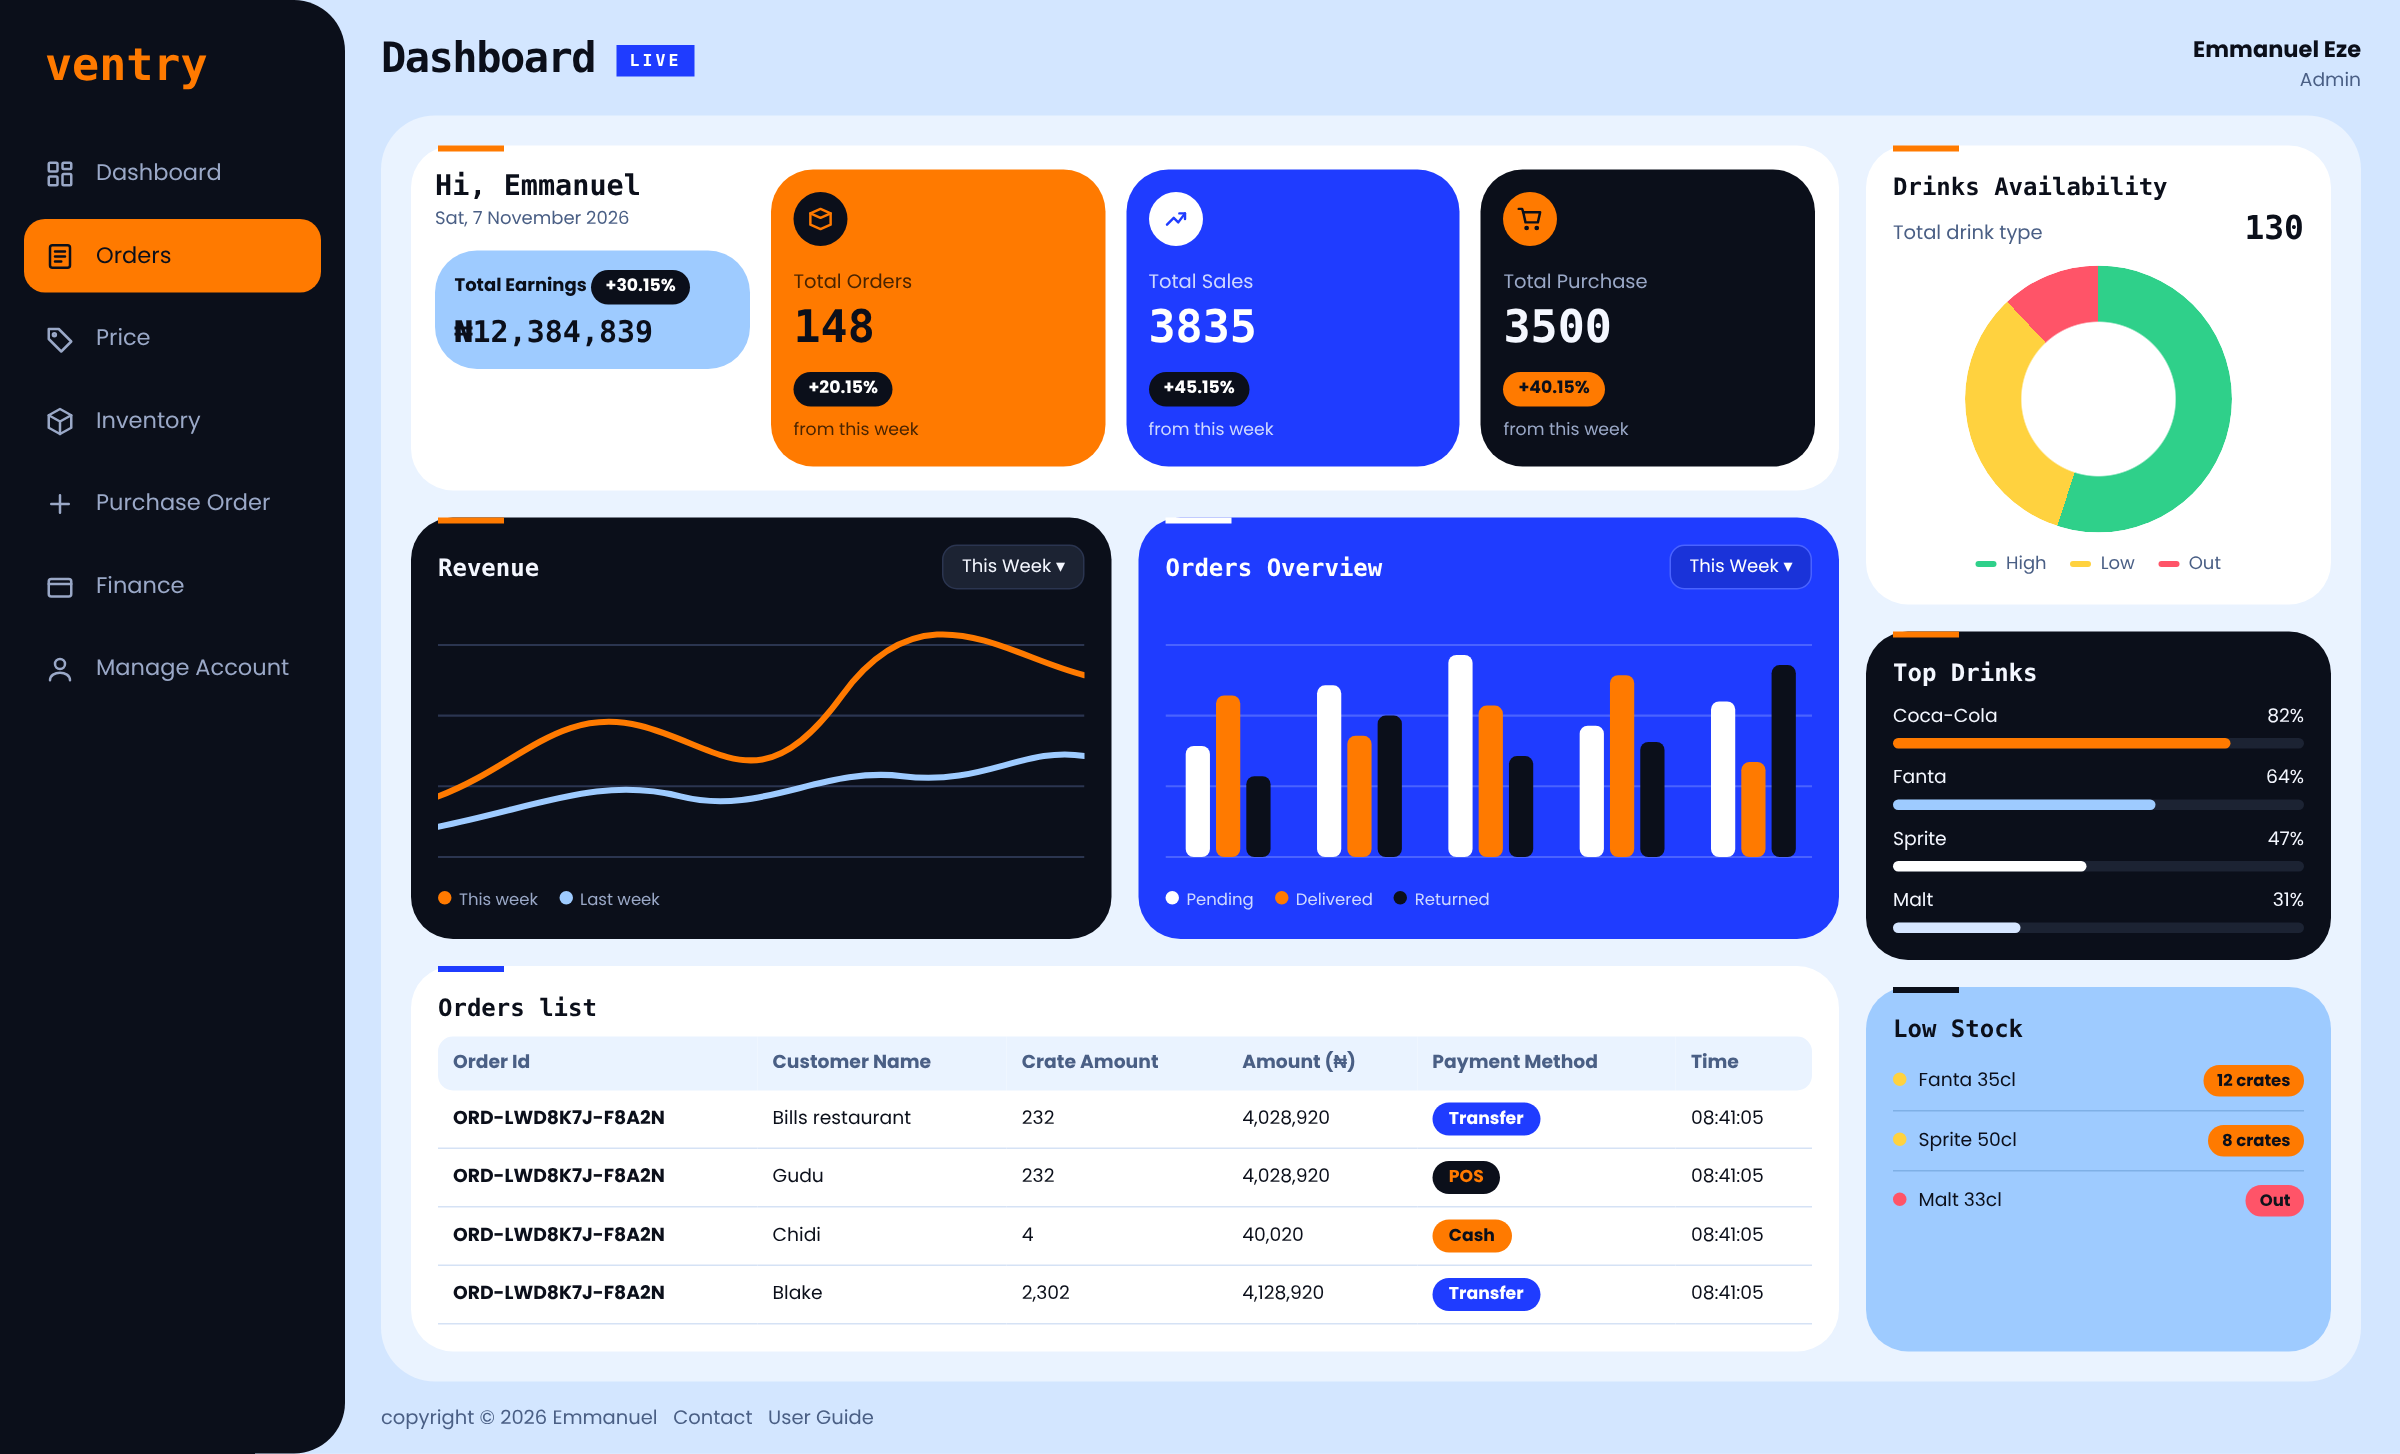 ventry
Dashboard
Orders
Price
Inventory
Purchase Order
Finance
Manage Account
Dashboard LIVE
Emmanuel Eze
Admin
Hi, Emmanuel
Sat, 7 November 2026
Total Earnings +30.15%
₦12,384,839
Total Orders
148
+20.15%
from this week
Total Sales
3835
+45.15%
from this week
Total Purchase
3500
+40.15%
from this week
Drinks Availability
Total drink type 130
High Low Out
Revenue This Week ▾
This week Last week
Orders Overview This Week ▾
Pending Delivered Returned
Top Drinks
Coca-Cola 82%
Fanta 64%
Sprite 47%
Malt 31%
Orders list
Order Id Customer Name Crate Amount Amount (₦) Payment Method Time
ORD-LWD8K7J-F8A2N Bills restaurant 232 4,028,920 Transfer 08:41:05
ORD-LWD8K7J-F8A2N Gudu 232 4,028,920 POS 08:41:05
ORD-LWD8K7J-F8A2N Chidi 4 40,020 Cash 08:41:05
ORD-LWD8K7J-F8A2N Blake 2,302 4,128,920 Transfer 08:41:05
Low Stock
Fanta 35cl 12 crates
Sprite 50cl 8 crates
Malt 33cl Out
copyright © 2026 Emmanuel Contact User Guide